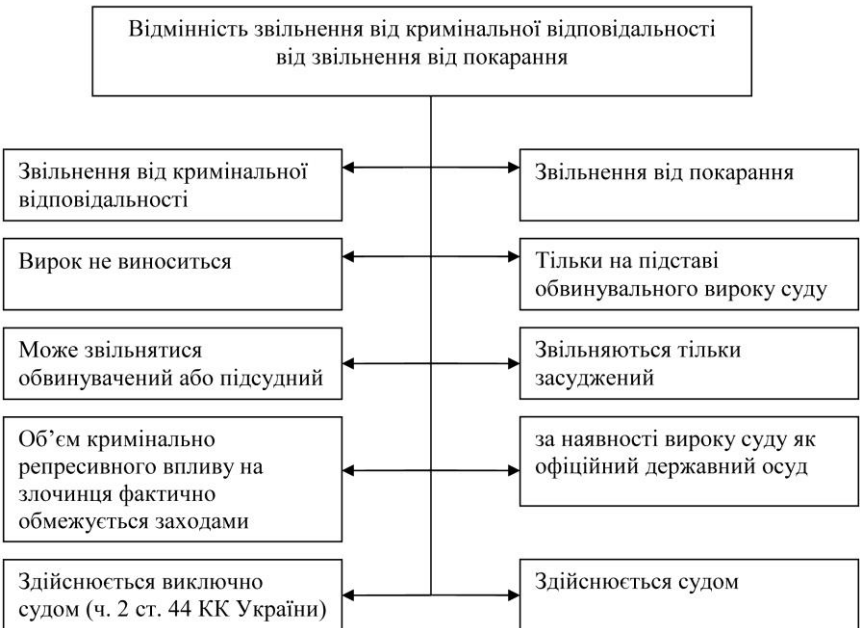 Відмінність звільнення від кримінальної відповідальності
від звільнення від покарання
Звільнення від кримінальної
відповідальності
Звільнення від покарання
Вирок не виноситься
Тільки на підставі
обвинувального вироку суду
Може звільнятися
обвинувачений або підсудний
Звільняються тільки
засуджений
Об’єм кримінально
репресивного впливу на
злочинця фактично
обмежується заходами
за наявності вироку суду як
офіційний державний осуд
Здійснюється виключно
судом (ч. 2 ст. 44 КК України)
Здійснюється судом